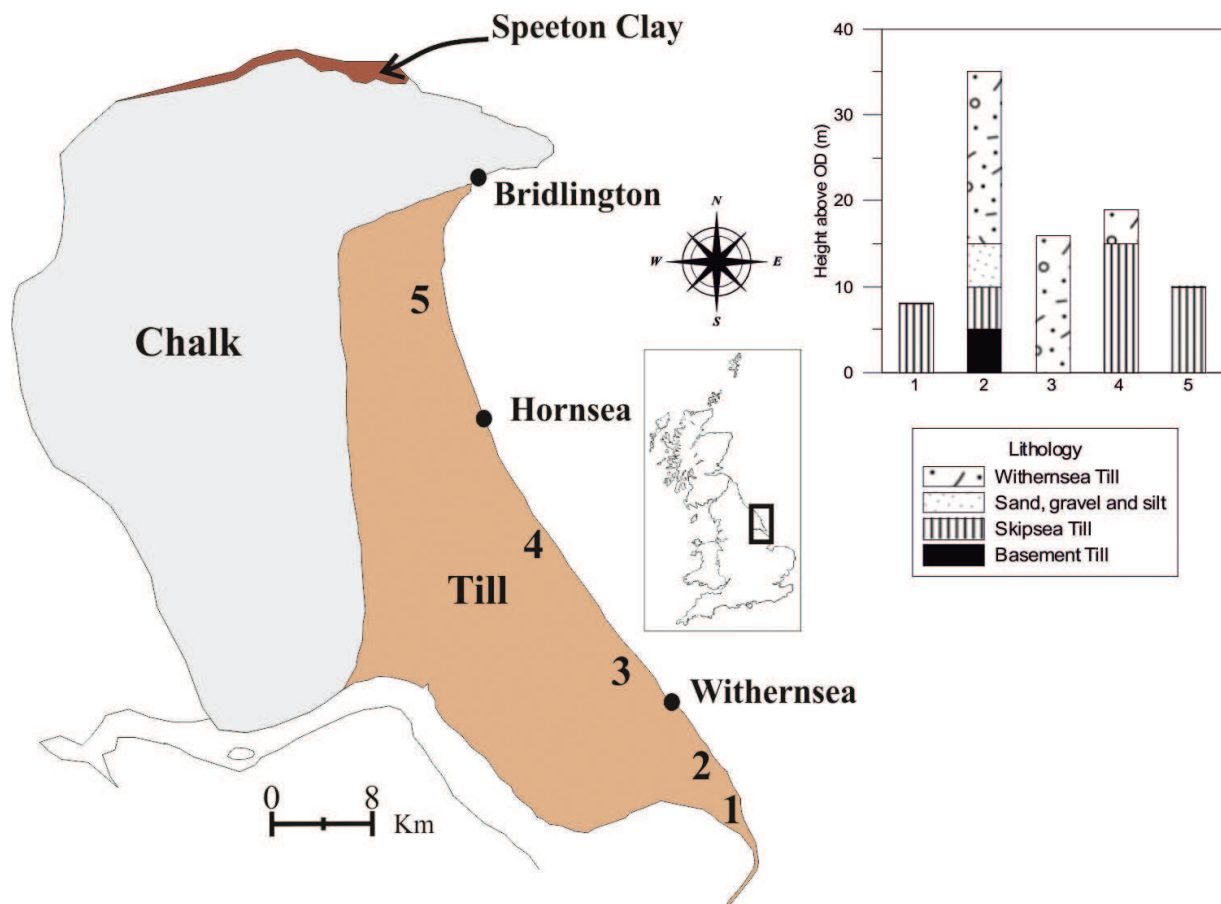 Speeton Clay
Bridlington
N
W E
S
5
Chalk
Hornsea
4
Till
3
Withernsea
2
1
0 8
Km
Height above OD (m)
40
30
20
10
0
1 2 3 4 5
Lithology
Withernsea Till
Sand, gravel and silt
Skipsea Till
Basement Till